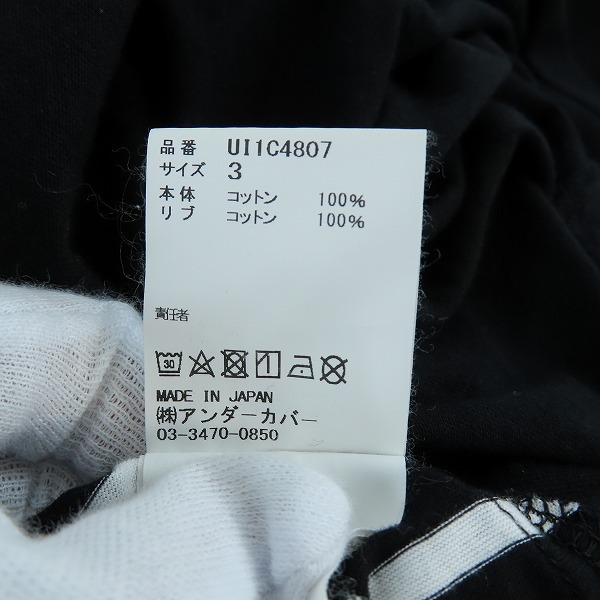 品番 UI1C4807
サイズ 3
本体 コットン 100%
リブ コットン 100%
責任者
30
MADE IN JAPAN
㈱アンダーカバー
03-3470-0850